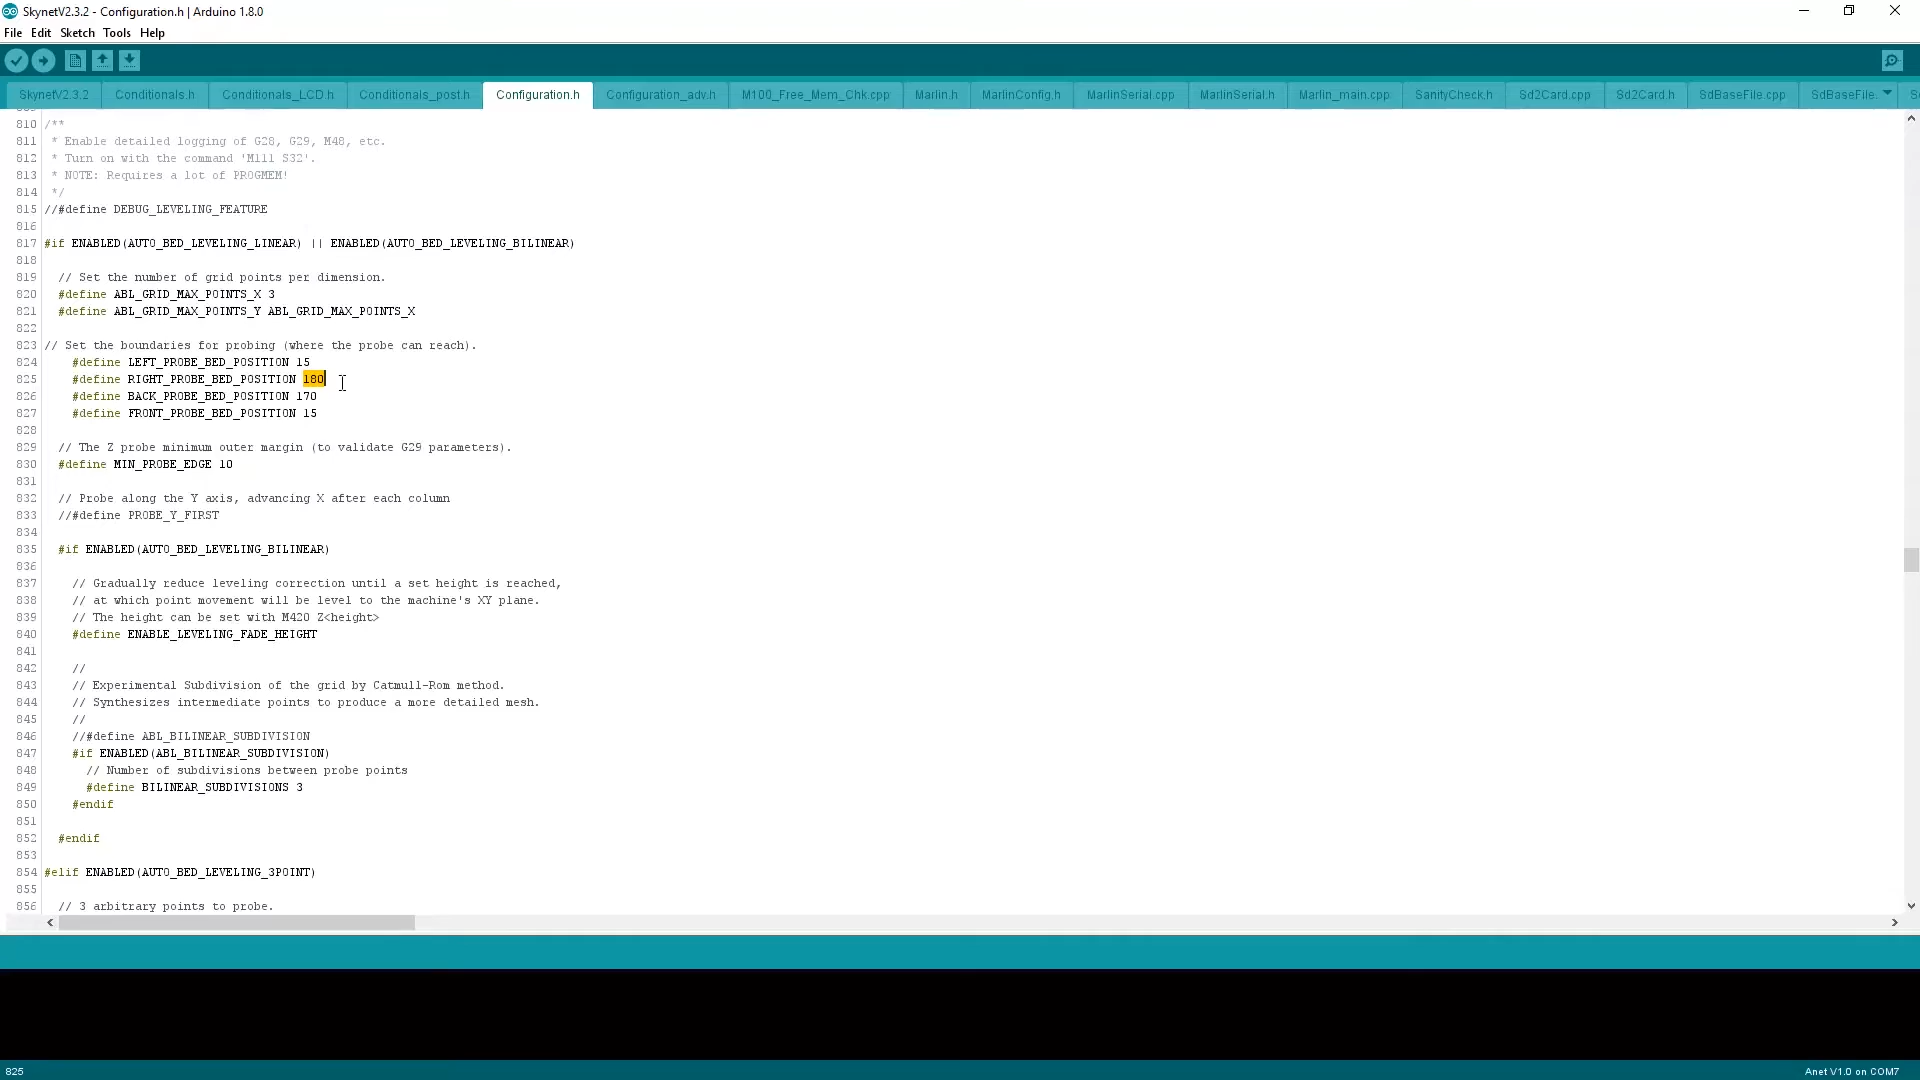 SkynetV2.3.2 - Configuration.h | Arduino 1.8.0
File Edit Sketch Tools Help
SkynetV2.3.2 Conditionals.h Conditionals_LCD.h Conditionals_post.h Configuration.h Configuration_adv.h M100_Free_Mem_Chk.cpp Marlin.h MarlinConfig.h MarlinSerial.cpp MarlinSerial.h Marlin_main.cpp SanityCheck.h Sd2Card.cpp Sd2Card.h SdBaseFile.cpp SdBaseFile.
810 /**
811 * Enable detailed logging of G28, G29, M48, etc.
812 * Turn on with the command 'M111 S32'.
813 * NOTE: Requires a lot of PROGMEM!
814 */
815 //#define DEBUG_LEVELING_FEATURE
816
817 #if ENABLED(AUTO_BED_LEVELING_LINEAR) || ENABLED(AUTO_BED_LEVELING_BILINEAR)
818
819 // Set the number of grid points per dimension.
820 #define ABL_GRID_MAX_POINTS_X 3
821 #define ABL_GRID_MAX_POINTS_Y ABL_GRID_MAX_POINTS_X
822
823 // Set the boundaries for probing (where the probe can reach).
824 #define LEFT_PROBE_BED_POSITION 15
825 #define RIGHT_PROBE_BED_POSITION 180
826 #define BACK_PROBE_BED_POSITION 170
827 #define FRONT_PROBE_BED_POSITION 15
828
829 // The Z probe minimum outer margin (to validate G29 parameters).
830 #define MIN_PROBE_EDGE 10
831
832 // Probe along the Y axis, advancing X after each column
833 //#define PROBE_Y_FIRST
834
835 #if ENABLED(AUTO_BED_LEVELING_BILINEAR)
836
837 // Gradually reduce leveling correction until a set height is reached,
838 // at which point movement will be level to the machine's XY plane.
839 // The height can be set with M420 Z<height>
840 #define ENABLE_LEVELING_FADE_HEIGHT
841
842 //
843 // Experimental Subdivision of the grid by Catmull-Rom method.
844 // Synthesizes intermediate points to produce a more detailed mesh.
845 //
846 //#define ABL_BILINEAR_SUBDIVISION
847 #if ENABLED(ABL_BILINEAR_SUBDIVISION)
848 // Number of subdivisions between probe points
849 #define BILINEAR_SUBDIVISIONS 3
850 #endif
851
852 #endif
853
854 #elif ENABLED(AUTO_BED_LEVELING_3POINT)
855
856 // 3 arbitrary points to probe.
825 Anet V1.0 on COM7